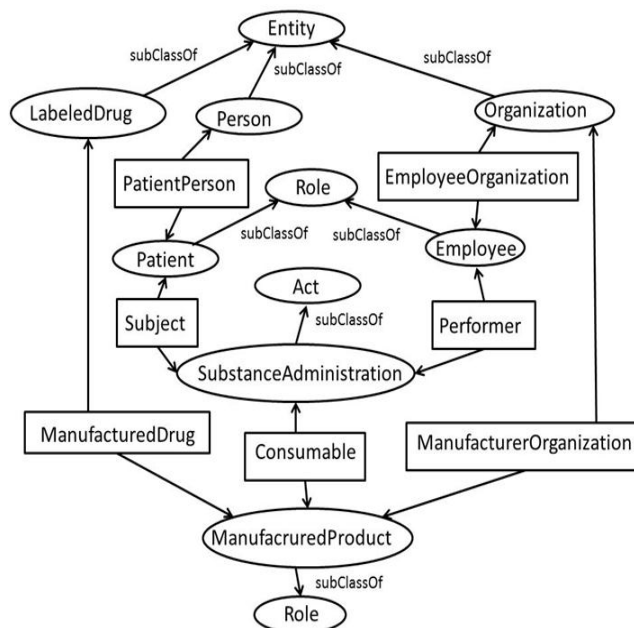 Entity
subClassOf
subClassOf
subClassOf
LabeledDrug
Person
Organization
PatientPerson
Role
EmployeeOrganization
subClassOf
subClassOf
Patient
Employee
Act
subClassOf
Subject
Performer
SubstanceAdministration
ManufacturedDrug
Consumable
ManufacturerOrganization
ManufacruredProduct
subClassOf
Role